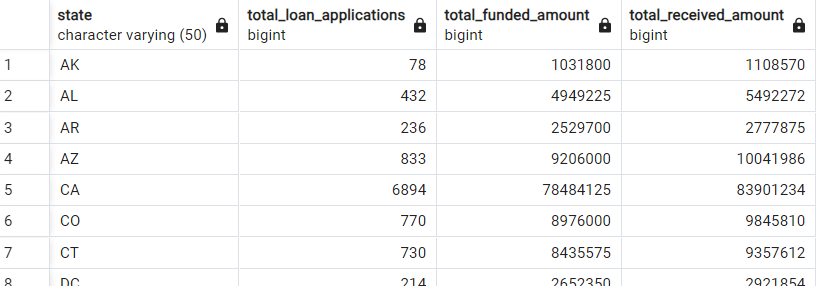 state total_loan_applications total_funded_amount total_received_amount
character varying (50) bigint bigint bigint
1 AK 78 1031800 1108570
2 AL 432 4949225 5492272
3 AR 236 2529700 2777875
4 AZ 833 9206000 10041986
5 CA 6894 78484125 83901234
6 CO 770 8976000 9845810
7 CT 730 8435575 9357612
8 DC 214 2652350 2921854